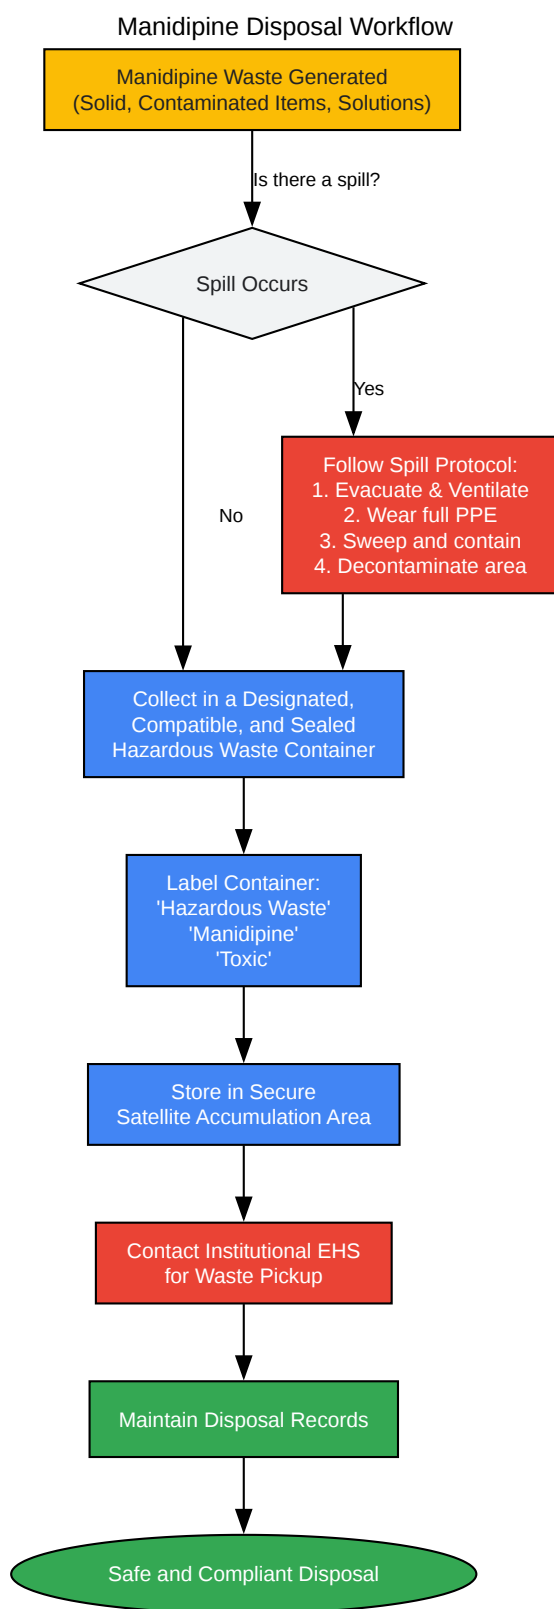 Manidipine Disposal Workflow
Manidipine Waste Generated
(Solid, Contaminated Items, Solutions)
Is there a spill?
Spill Occurs
Yes
Follow Spill Protocol:
1. Evacuate & Ventilate
2. Wear full PPE
3. Sweep and contain
4. Decontaminate area
No
Collect in a Designated,
Compatible, and Sealed
Hazardous Waste Container
Label Container:
'Hazardous Waste'
'Manidipine'
'Toxic'
Store in Secure
Satellite Accumulation Area
Contact Institutional EHS
for Waste Pickup
Maintain Disposal Records
Safe and Compliant Disposal